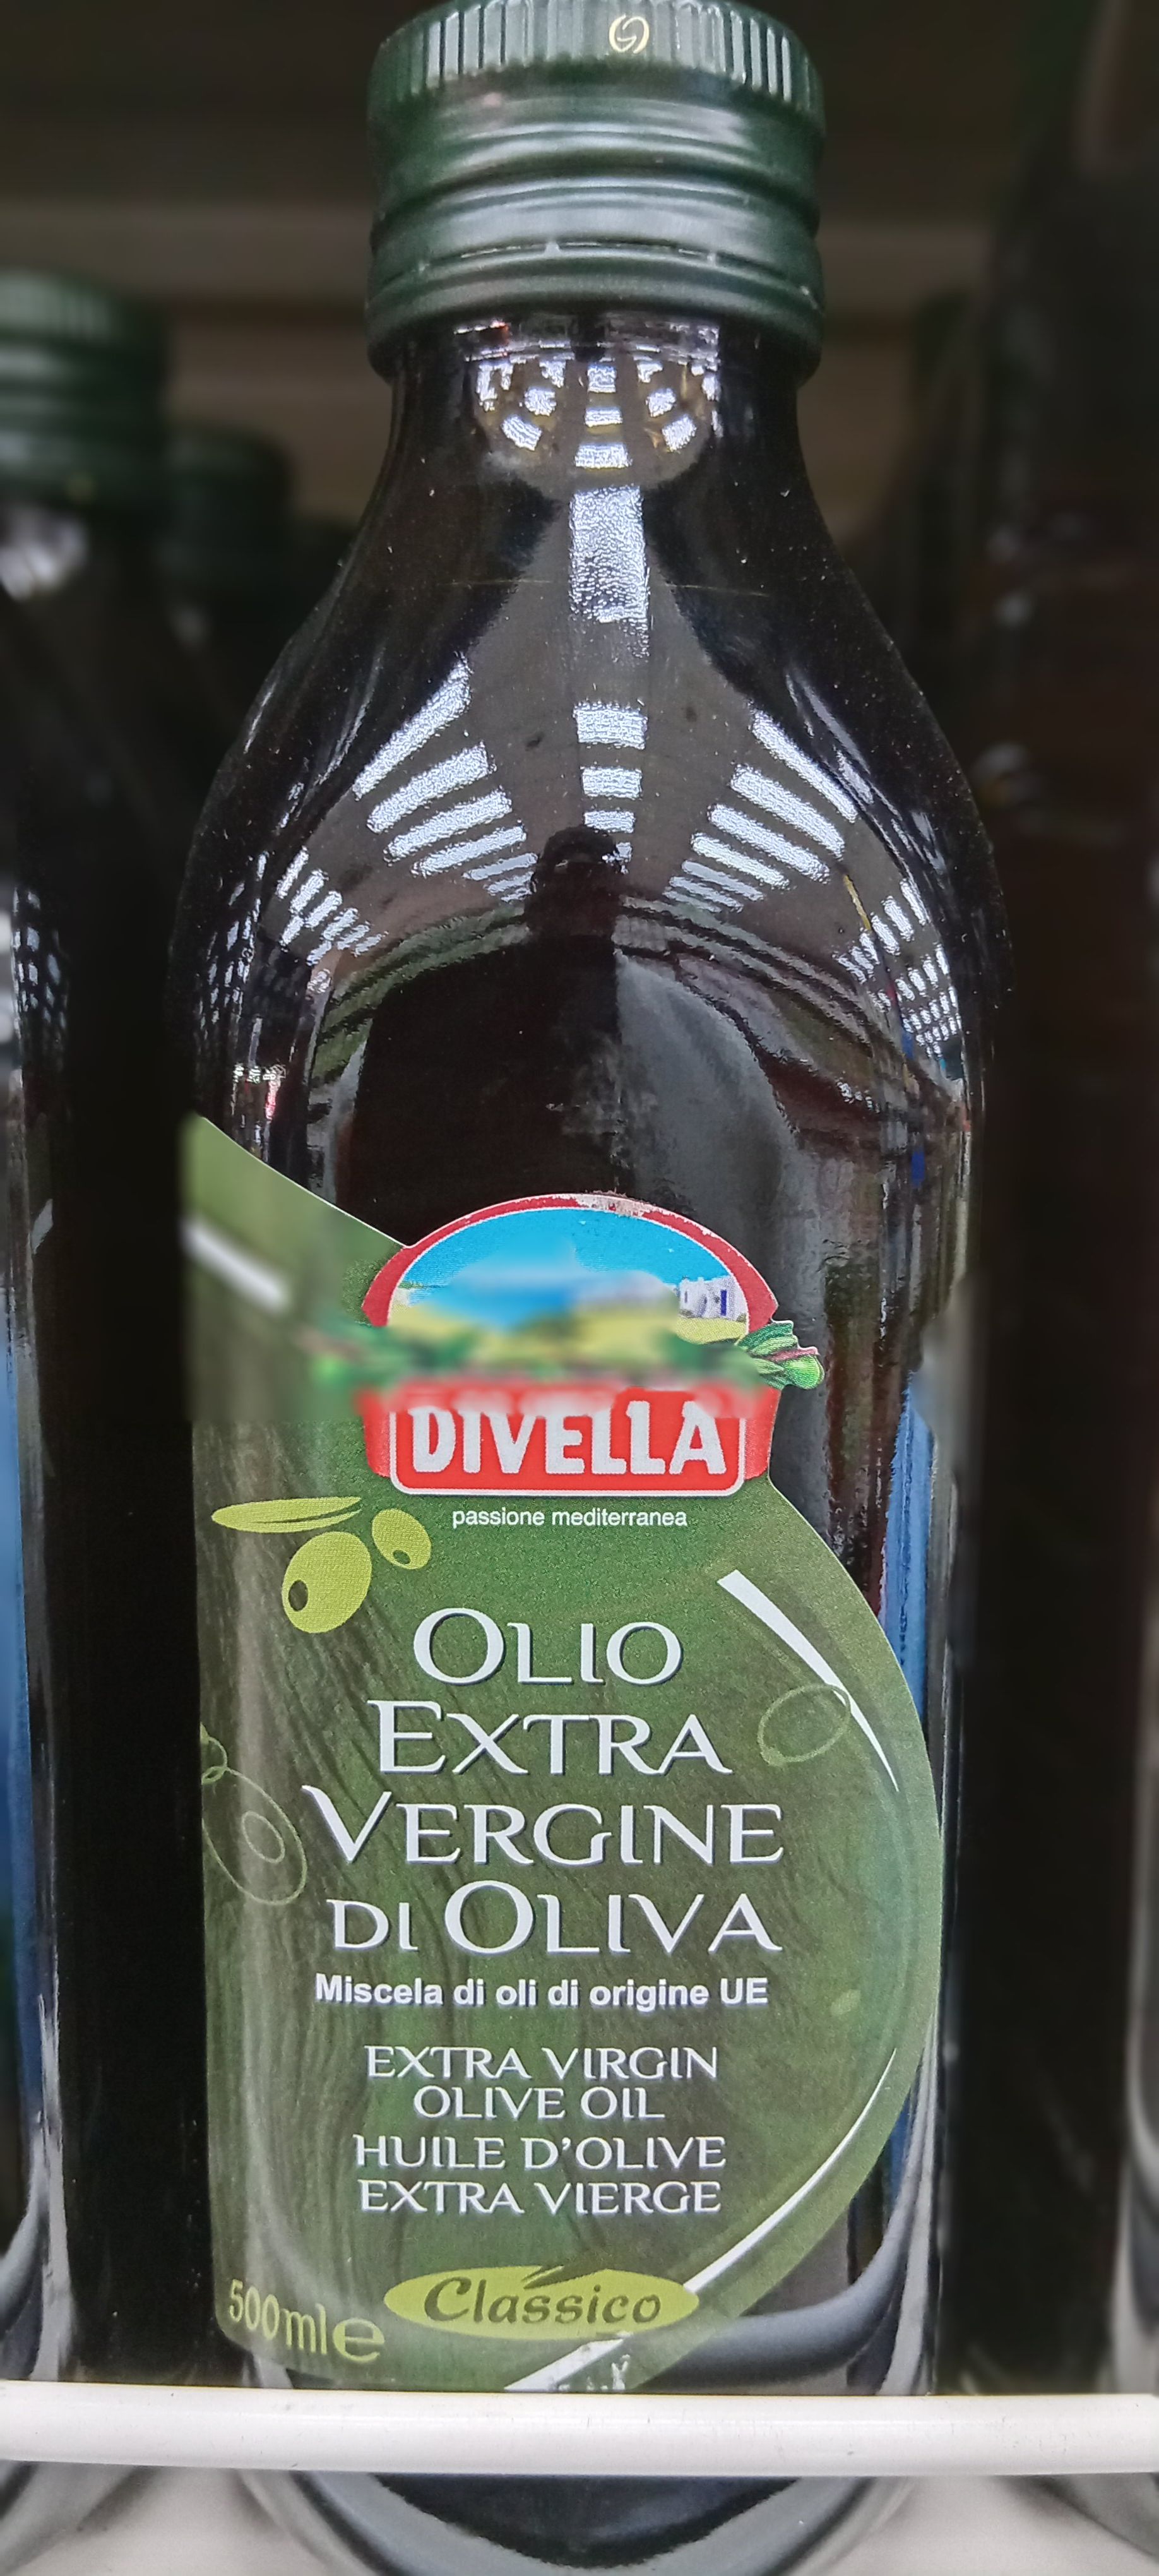 DIVELLA
passione mediterranea
OLIO
EXTRA
VERGINE
DI OLIVA
Miscela di oli di origine UE
EXTRA VIRGIN
OLIVE OIL
HUILE D'OLIVE
EXTRA VIERGE
Classico
500mle